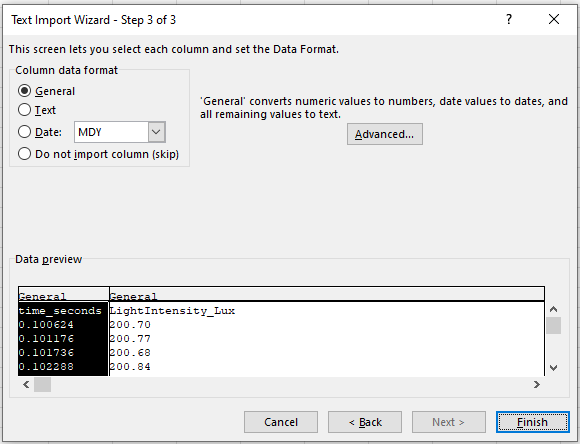 Text Import Wizard - Step 3 of 3
This screen lets you select each column and set the Data Format.
Column data format
General
Text
Date: MDY
Do not import column (skip)
'General' converts numeric values to numbers, date values to dates, and
all remaining values to text.
Advanced...
Data preview
General General
time_seconds LightIntensity_Lux
0.100624 200.70
0.101176 200.77
0.101736 200.68
0.102288 200.84
Cancel < Back Next > Finish